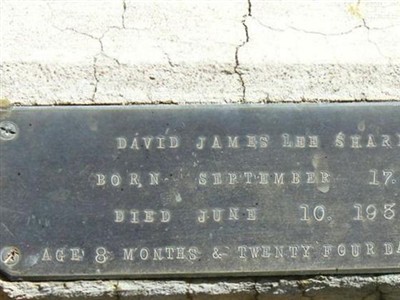 DAVID JAMES LEE SHAR
BORN SEPTEMBER 17
DIED JUNE 10, 193
AGE 8 MONTHS & TWENTY FOUR DA